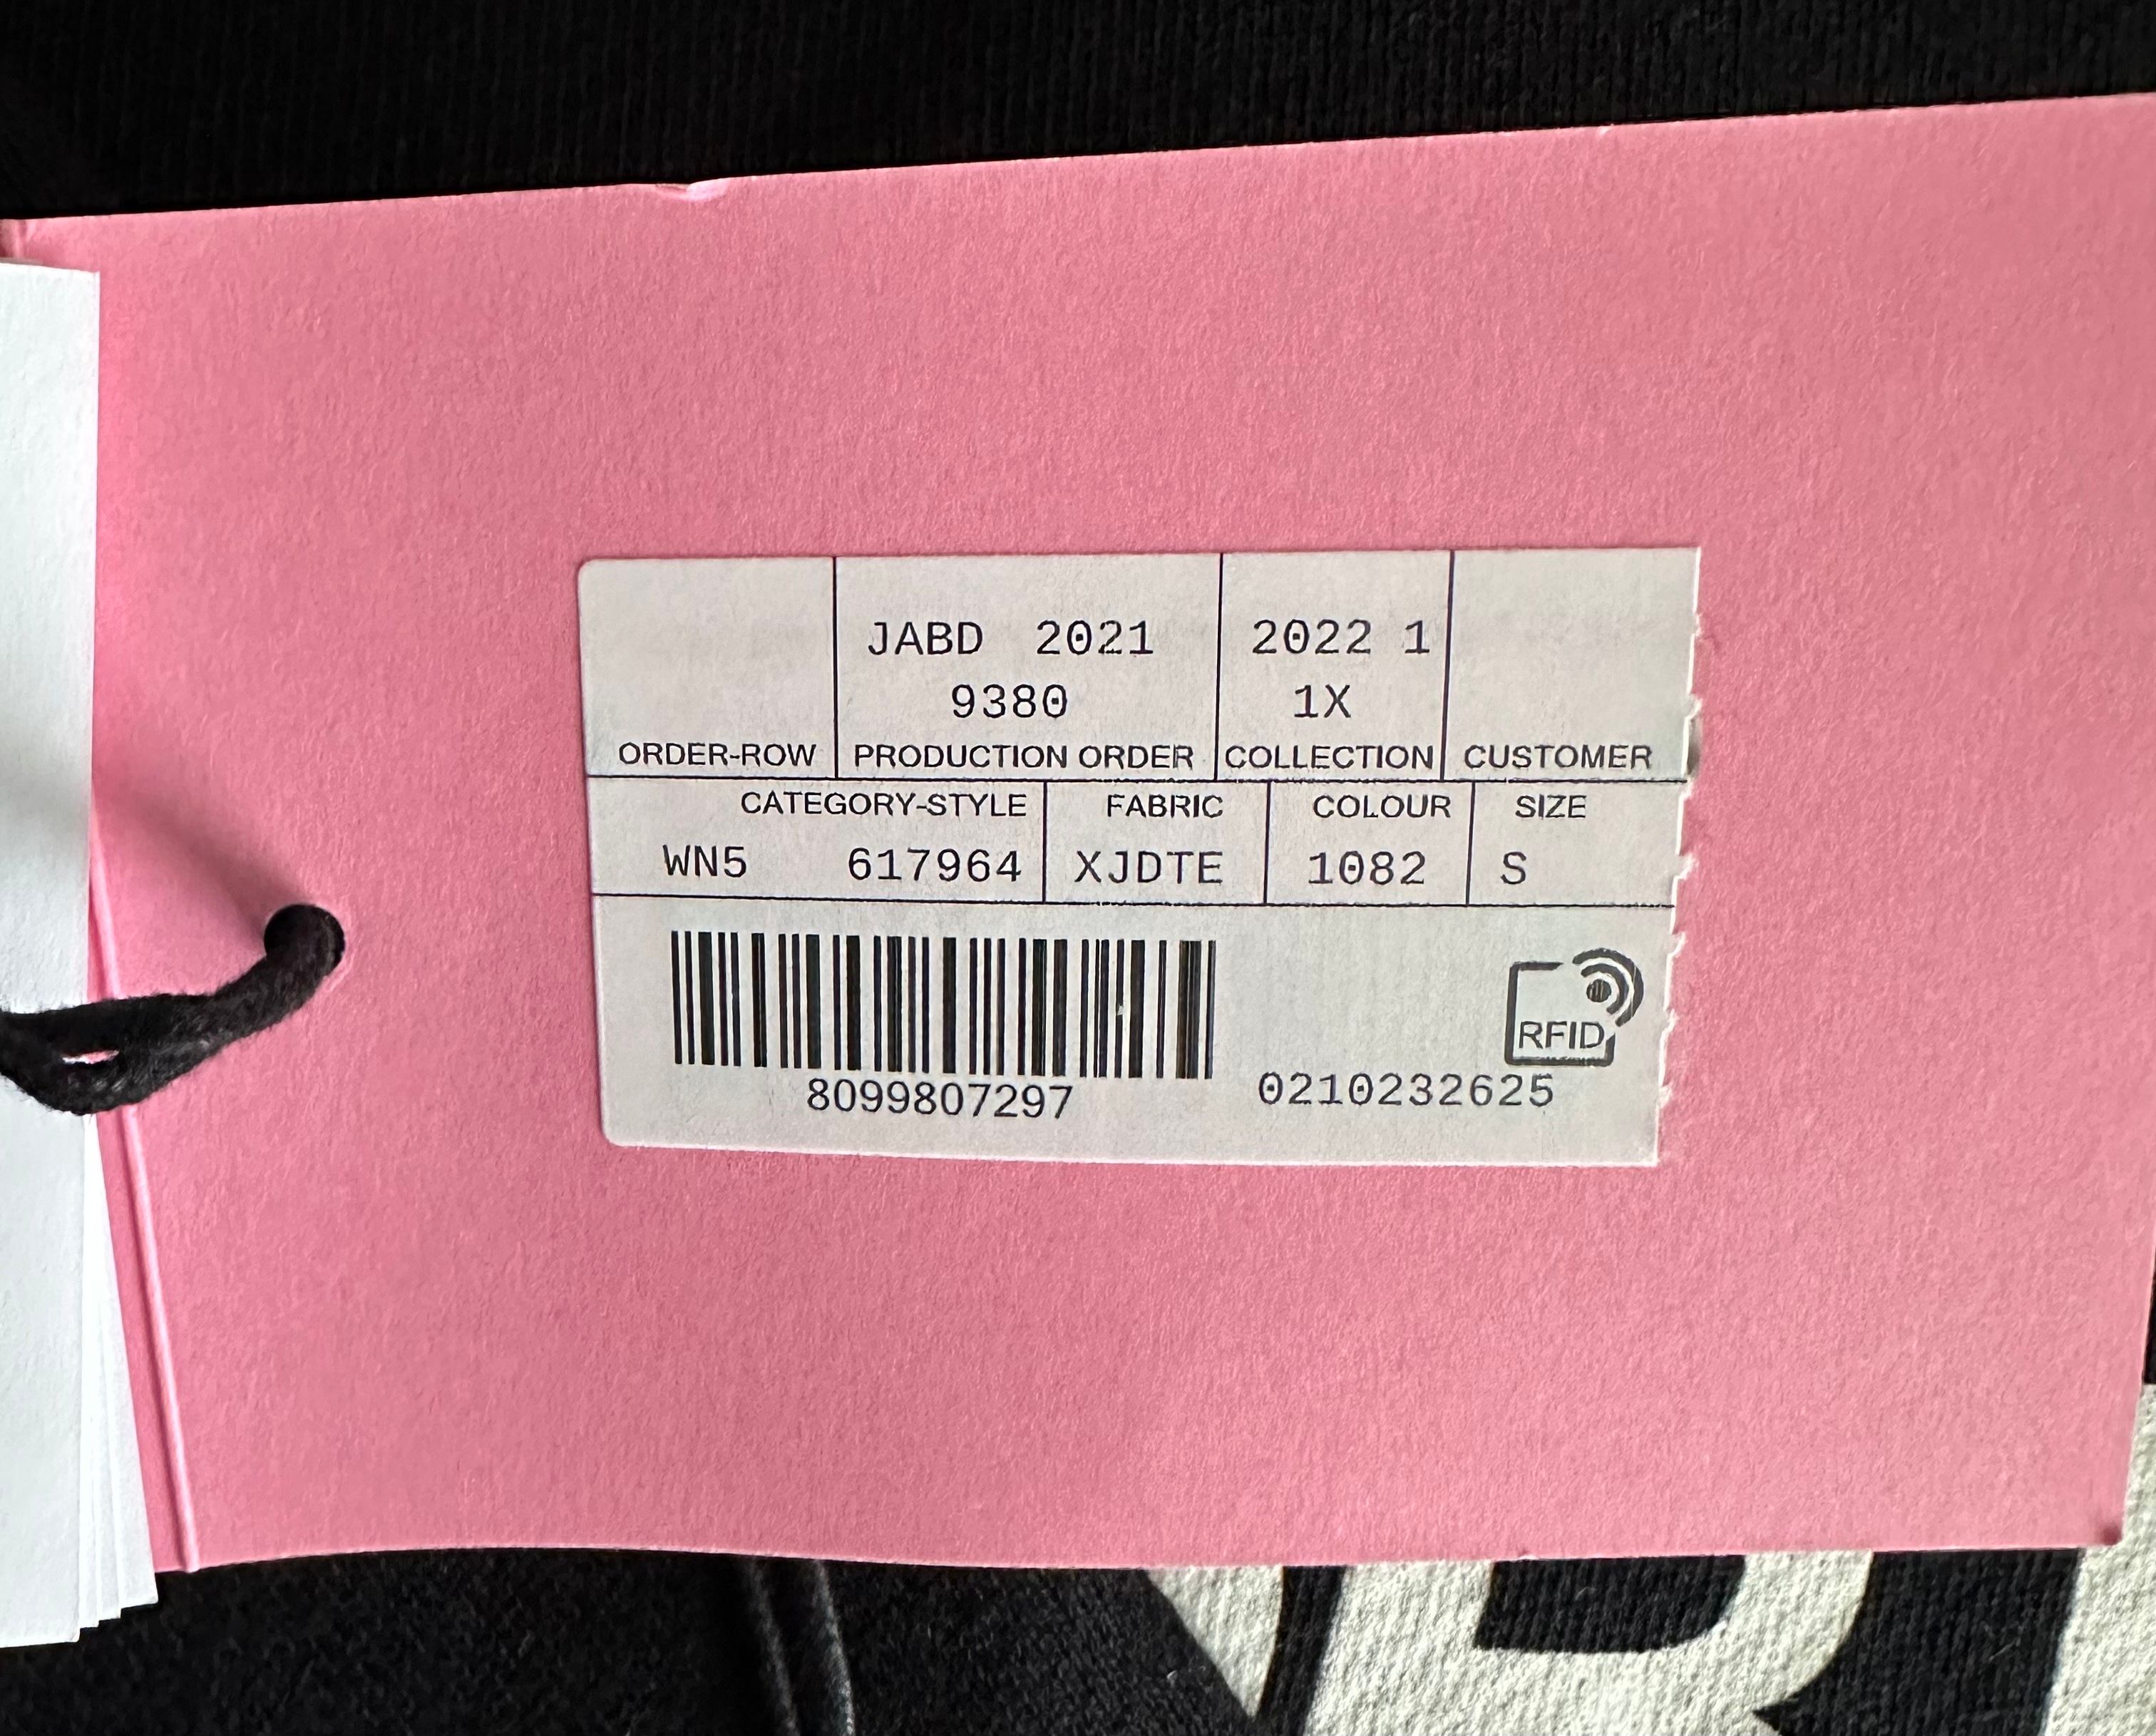 JABD 2021 2022 1
9380 1X
ORDER-ROW PRODUCTION ORDER COLLECTION CUSTOMER
CATEGORY-STYLE FABRIC COLOUR SIZE
WN5 617964 XJDTE 1082 S
RFID
8099807297 0210232625